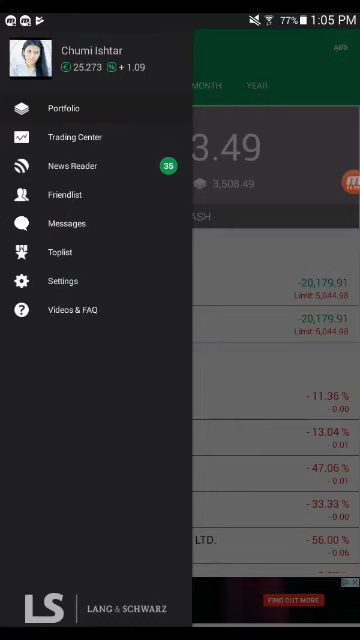 77% 1:05 PM
Chumi Ishtar
25.273 % + 1.09
MONTH YEAR
Portfolio
3.49
Trading Center
News Reader 35
3,508.49
Friendlist
ASH
Messages
Toplist
Settings
-20,179.91
Limit: 5,044.98
Videos & FAQ
-20,179.91
Limit: 5,044.98
- 11.36 %
- 0.00
- 13.04 %
- 0.01
- 47.06 %
- 0.01
- 33.33 %
- 0.00
LTD. - 56.00 %
- 0.06
FIND OUT MORE
LS | LANG & SCHWARZ